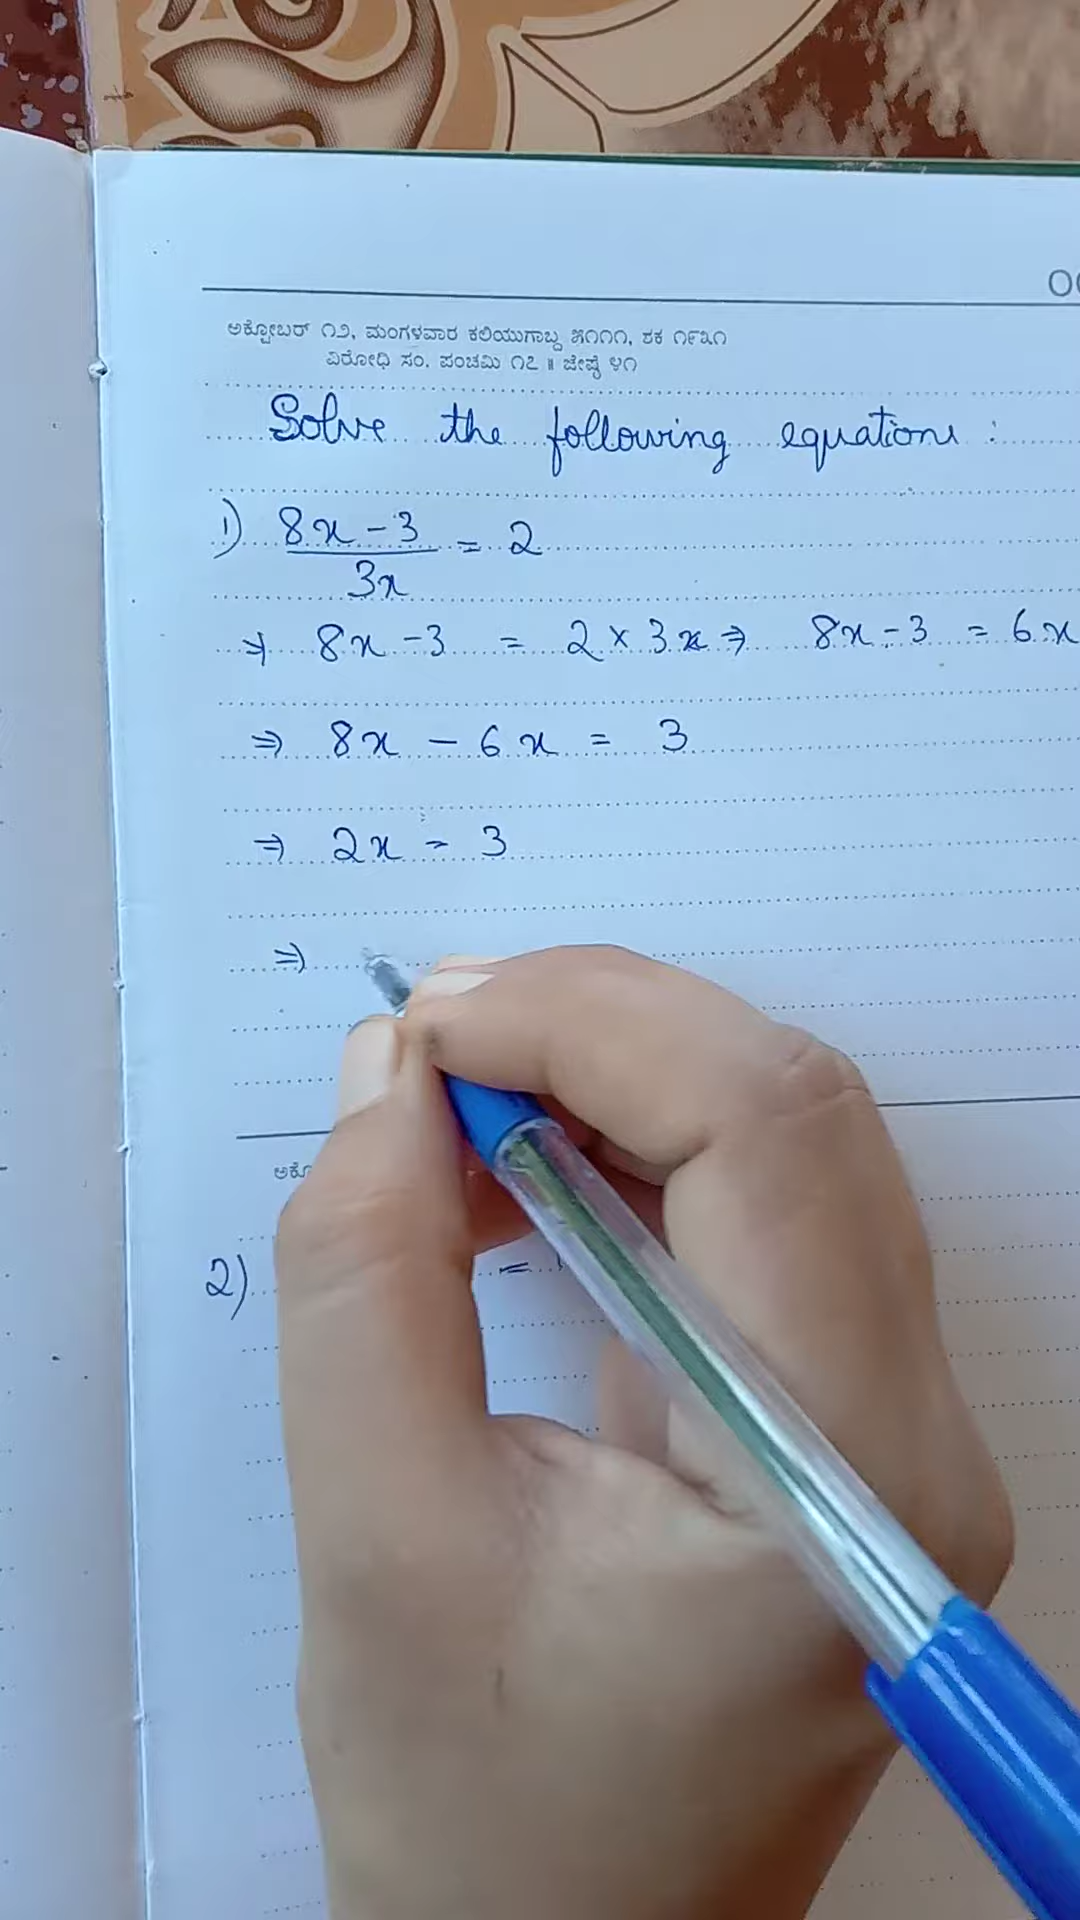 ಅಕ್ಟೋಬರ್ ೧೨, ಮಂಗಳವಾರ ಕಲಿಯುಗಾಬ್ದ ೫೧೧೧, ಶಕ ೧೯೩೧
ವಿರೋಧಿ ಸಂ. ಪಂಚಮಿ ೧೭ ॥ ಜೇಷ್ಠೆ ೪೧
Solve the following equations :
1) (8x - 3)/3x = 2
⇒ 8x - 3 = 2 × 3x ⇒ 8x - 3 = 6x
⇒ 8x - 6x = 3
⇒ 2x = 3
⇒
2) =